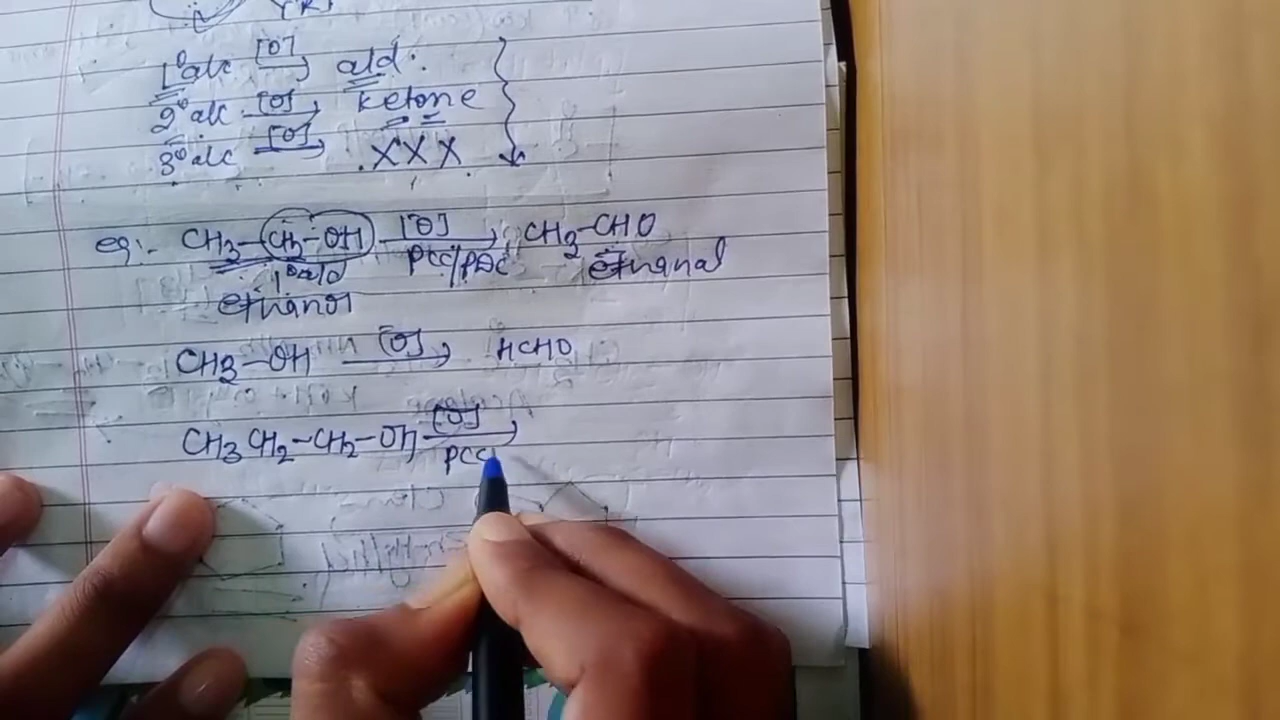 1° alc [O] ald.
2° alc [O] ketone
3° alc [O] XXX
eg:- CH3-CH2-OH [O] PCC/PDC CH3-CHO
1° alc ethanal
ethanol
CH3-OH [O] HCHO
CH3CH2-CH2-OH [O]
PCC